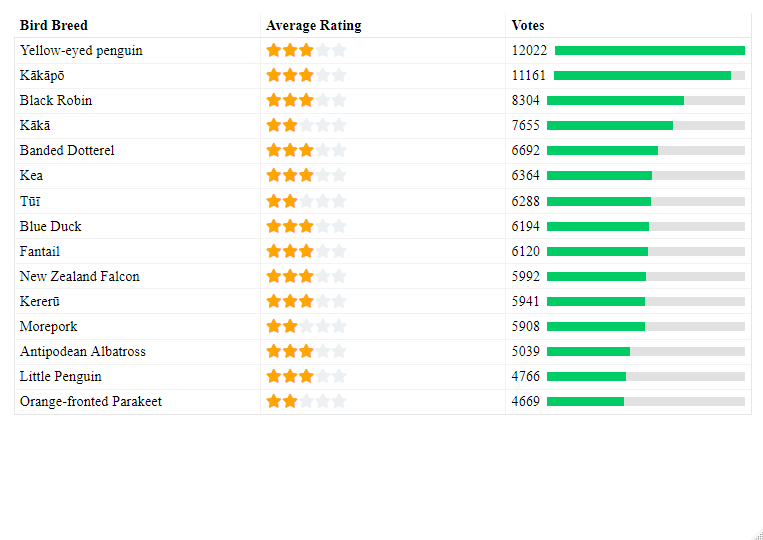 Bird Breed Average Rating Votes
Yellow-eyed penguin 12022
Kākāpō 11161
Black Robin 8304
Kākā 7655
Banded Dotterel 6692
Kea 6364
Tūī 6288
Blue Duck 6194
Fantail 6120
New Zealand Falcon 5992
Kererū 5941
Morepork 5908
Antipodean Albatross 5039
Little Penguin 4766
Orange-fronted Parakeet 4669